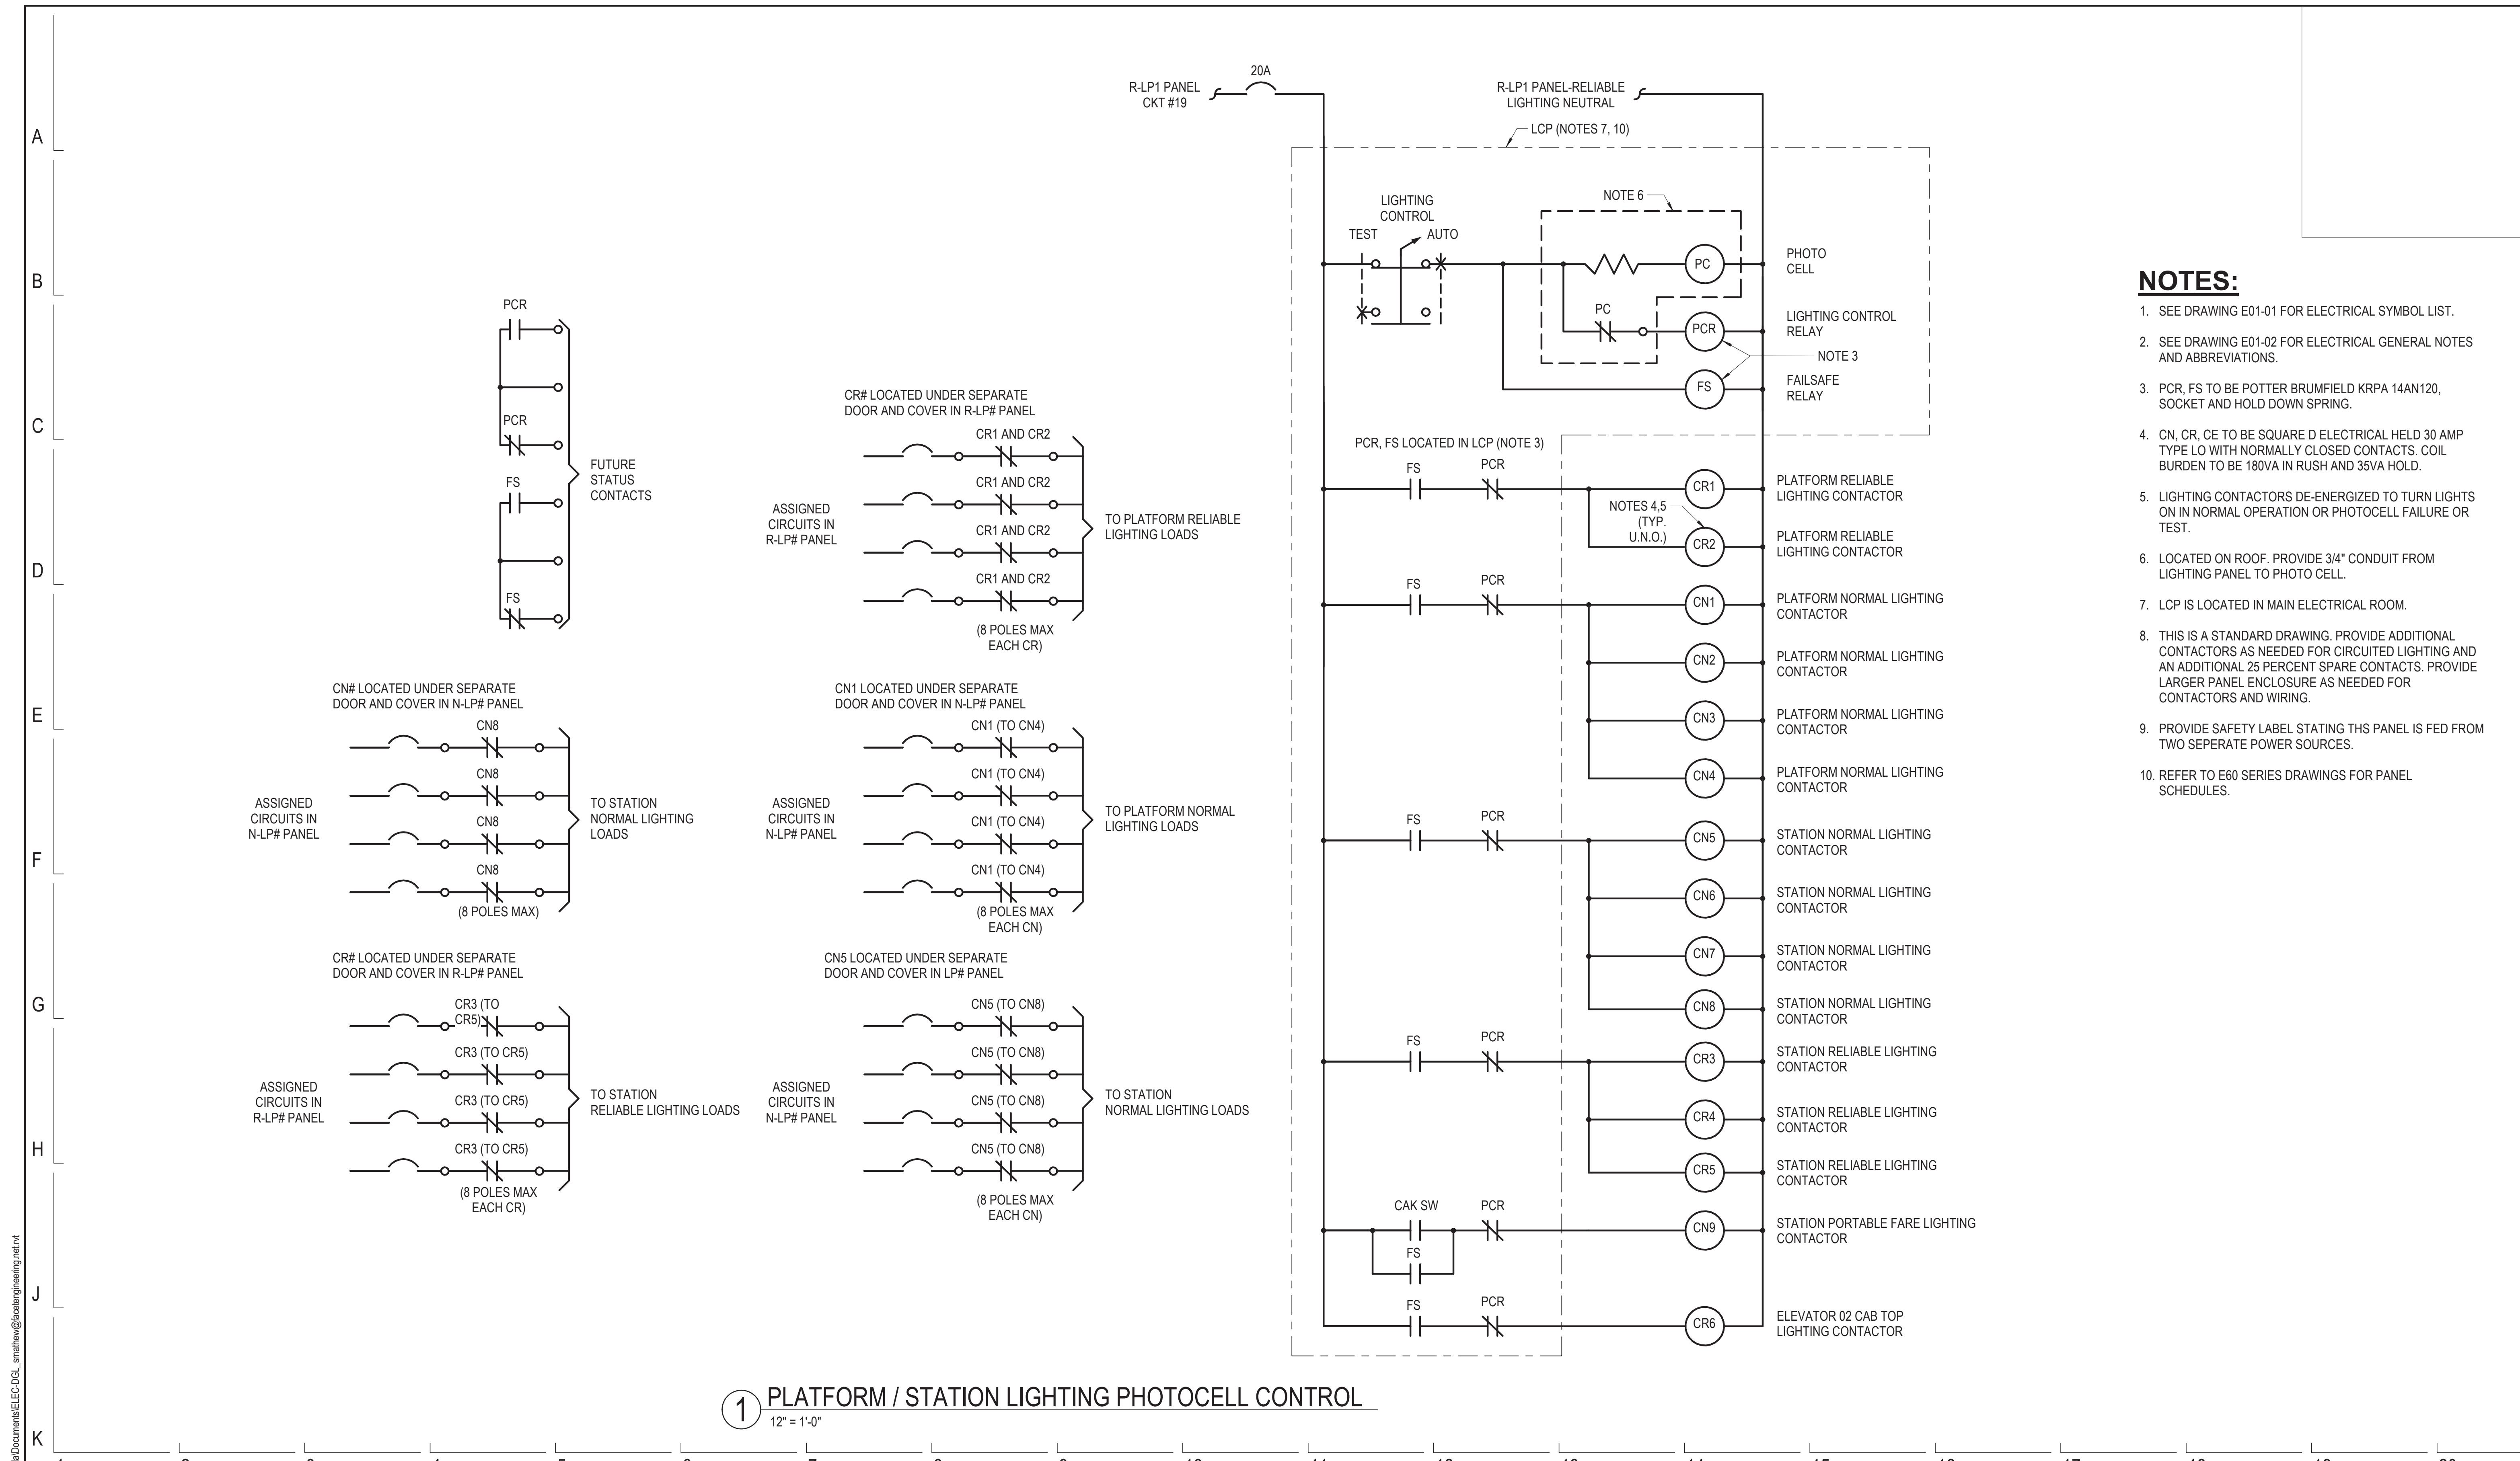 20A
R-LP1 PANEL
CKT #19
R-LP1 PANEL-RELIABLE
LIGHTING NEUTRAL
LCP (NOTES 7, 10)
A
NOTE 6
LIGHTING
CONTROL
TEST
AUTO
PC
PHOTO
CELL
B
PC
PCR
LIGHTING CONTROL
RELAY
NOTE 3
FS
FAILSAFE
RELAY
PCR
PCR
FS
FS
FUTURE
STATUS
CONTACTS
C
CR# LOCATED UNDER SEPARATE
DOOR AND COVER IN R-LP# PANEL
CR1 AND CR2
CR1 AND CR2
CR1 AND CR2
CR1 AND CR2
ASSIGNED
CIRCUITS IN
R-LP# PANEL
TO PLATFORM RELIABLE
LIGHTING LOADS
(8 POLES MAX
EACH CR)
D
PCR, FS LOCATED IN LCP (NOTE 3)
FS
PCR
CR1
PLATFORM RELIABLE
LIGHTING CONTACTOR
NOTES 4,5
(TYP.
U.N.O.)
CR2
PLATFORM RELIABLE
LIGHTING CONTACTOR
FS
PCR
CN1
PLATFORM NORMAL LIGHTING
CONTACTOR
CN2
PLATFORM NORMAL LIGHTING
CONTACTOR
CN3
PLATFORM NORMAL LIGHTING
CONTACTOR
CN4
PLATFORM NORMAL LIGHTING
CONTACTOR
E
CN# LOCATED UNDER SEPARATE
DOOR AND COVER IN N-LP# PANEL
CN8
CN8
CN8
CN8
ASSIGNED
CIRCUITS IN
N-LP# PANEL
TO STATION
NORMAL LIGHTING
LOADS
(8 POLES MAX)
CN1 LOCATED UNDER SEPARATE
DOOR AND COVER IN N-LP# PANEL
CN1 (TO CN4)
CN1 (TO CN4)
CN1 (TO CN4)
CN1 (TO CN4)
ASSIGNED
CIRCUITS IN
N-LP# PANEL
TO PLATFORM NORMAL
LIGHTING LOADS
(8 POLES MAX
EACH CN)
F
FS
PCR
CN5
STATION NORMAL LIGHTING
CONTACTOR
CN6
STATION NORMAL LIGHTING
CONTACTOR
CN7
STATION NORMAL LIGHTING
CONTACTOR
CN8
STATION NORMAL LIGHTING
CONTACTOR
G
CR# LOCATED UNDER SEPARATE
DOOR AND COVER IN R-LP# PANEL
CR3 (TO
CR5)
CR3 (TO CR5)
CR3 (TO CR5)
CR3 (TO CR5)
ASSIGNED
CIRCUITS IN
R-LP# PANEL
TO STATION
RELIABLE LIGHTING LOADS
(8 POLES MAX
EACH CR)
CN5 LOCATED UNDER SEPARATE
DOOR AND COVER IN LP# PANEL
CN5 (TO CN8)
CN5 (TO CN8)
CN5 (TO CN8)
CN5 (TO CN8)
ASSIGNED
CIRCUITS IN
N-LP# PANEL
TO STATION
NORMAL LIGHTING LOADS
(8 POLES MAX
EACH CN)
H
FS
PCR
CR3
STATION RELIABLE LIGHTING
CONTACTOR
CR4
STATION RELIABLE LIGHTING
CONTACTOR
CR5
STATION RELIABLE LIGHTING
CONTACTOR
CAK SW
PCR
FS
CN9
STATION PORTABLE FARE LIGHTING
CONTACTOR
J
FS
PCR
CR6
ELEVATOR 02 CAB TOP
LIGHTING CONTACTOR
K
NOTES:
1. SEE DRAWING E01-01 FOR ELECTRICAL SYMBOL LIST.
2. SEE DRAWING E01-02 FOR ELECTRICAL GENERAL NOTES
AND ABBREVIATIONS.
3. PCR, FS TO BE POTTER BRUMFIELD KRPA 14AN120,
SOCKET AND HOLD DOWN SPRING.
4. CN, CR, CE TO BE SQUARE D ELECTRICAL HELD 30 AMP
TYPE LO WITH NORMALLY CLOSED CONTACTS. COIL
BURDEN TO BE 180VA IN RUSH AND 35VA HOLD.
5. LIGHTING CONTACTORS DE-ENERGIZED TO TURN LIGHTS
ON IN NORMAL OPERATION OR PHOTOCELL FAILURE OR
TEST.
6. LOCATED ON ROOF. PROVIDE 3/4" CONDUIT FROM
LIGHTING PANEL TO PHOTO CELL.
7. LCP IS LOCATED IN MAIN ELECTRICAL ROOM.
8. THIS IS A STANDARD DRAWING. PROVIDE ADDITIONAL
CONTACTORS AS NEEDED FOR CIRCUITED LIGHTING AND
AN ADDITIONAL 25 PERCENT SPARE CONTACTS. PROVIDE
LARGER PANEL ENCLOSURE AS NEEDED FOR
CONTACTORS AND WIRING.
9. PROVIDE SAFETY LABEL STATING THS PANEL IS FED FROM
TWO SEPERATE POWER SOURCES.
10. REFER TO E60 SERIES DRAWINGS FOR PANEL
SCHEDULES.
1 PLATFORM / STATION LIGHTING PHOTOCELL CONTROL
12" = 1'-0"
\Documents\ELEC-DGL_smathew@facetengineering.net.rvt